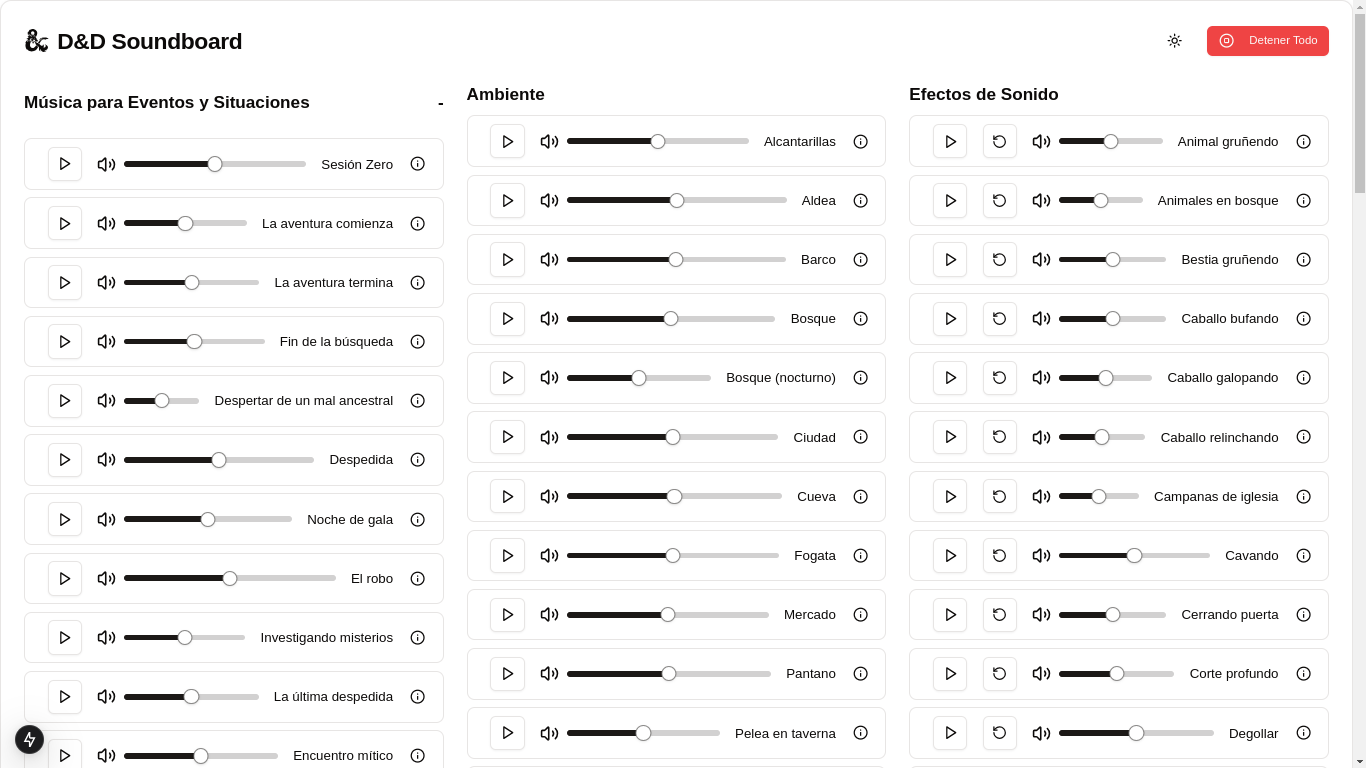 D&D Soundboard
Detener Todo
Música para Eventos y Situaciones
-
Sesión Zero
La aventura comienza
La aventura termina
Fin de la búsqueda
Despertar de un mal ancestral
Despedida
Noche de gala
El robo
Investigando misterios
La última despedida
Encuentro mítico
Ambiente
Alcantarillas
Aldea
Barco
Bosque
Bosque (nocturno)
Ciudad
Cueva
Fogata
Mercado
Pantano
Pelea en taverna
Efectos de Sonido
Animal gruñendo
Animales en bosque
Bestia gruñendo
Caballo bufando
Caballo galopando
Caballo relinchando
Campanas de iglesia
Cavando
Cerrando puerta
Corte profundo
Degollar